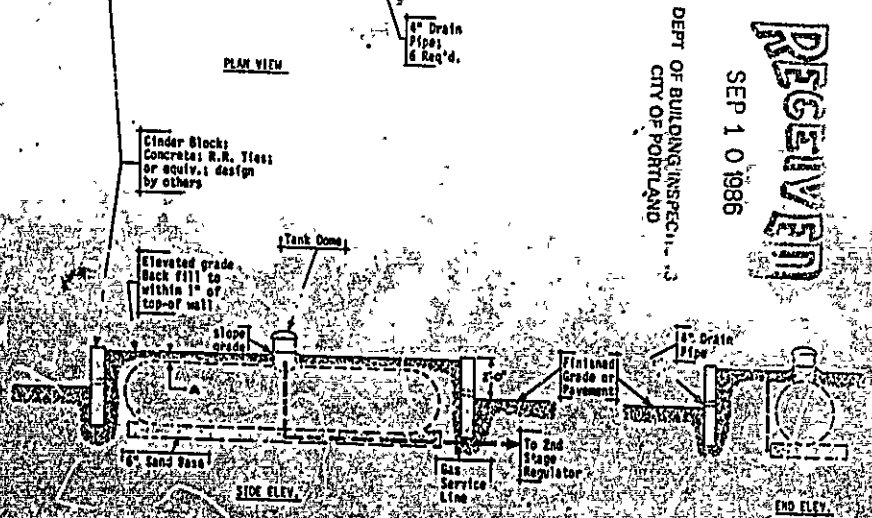 4" Drain
Pipe;
6 Req'd.
PLAN VIEW
RECEIVED
SEP 10 1986
DEPT OF BUILDING INSPECTI
CITY OF PORTLAND
Cinder Block;
Concrete; R.R. Ties;
or equiv.; design
by others
Elevated grade
Back fill to
within 1" of
top-of wall
Tank Dome
Slope
grade
A
6" Sand Base
SIDE ELEV.
Gas
Service
Line
To 2nd
Stage
Regulator
Finished
Grade or
Pavement
4" Drain
Pipe
END ELEV.